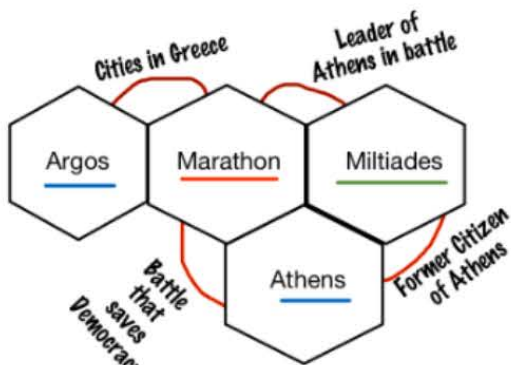 Cities in Greece
Leader of
Athens in battle
Argos
Marathon
Miltiades
Athens
Battle
that
saves
Former Citizen
of Athens